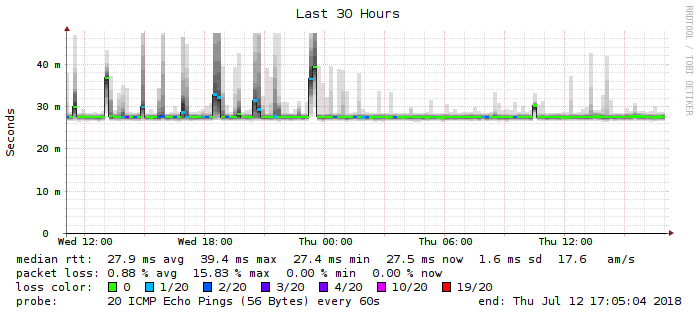 Last 30 Hours
RRDTOOL / TOBI OETIKER
Seconds
40 m
30 m
20 m
10 m
0
Wed 12:00 Wed 18:00 Thu 00:00 Thu 06:00 Thu 12:00
median rtt: 27.9 ms avg 39.4 ms max 27.4 ms min 27.5 ms now 1.6 ms sd 17.6 am/s
packet loss: 0.88 % avg 15.83 % max 0.00 % min 0.00 % now
loss color: 0 1/20 2/20 3/20 4/20 10/20 19/20
probe: 20 ICMP Echo Pings (56 Bytes) every 60s end: Thu Jul 12 17:05:04 2018